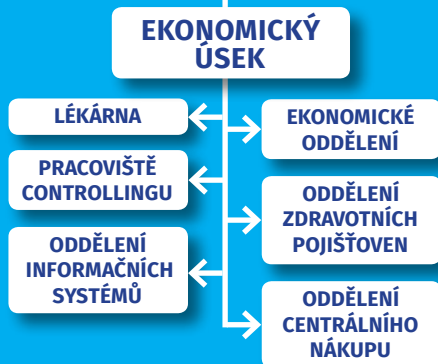 EKONOMICKÝ
ÚSEK
LÉKÁRNA
PRACOVIŠTĚ
CONTROLLINGU
ODDĚLENÍ
INFORMAČNÍCH
SYSTÉMŮ
EKONOMICKÉ
ODDĚLENÍ
ODDĚLENÍ
ZDRAVOTNÍCH
POJIŠŤOVEN
ODDĚLENÍ
CENTRÁLNÍHO
NÁKUPU